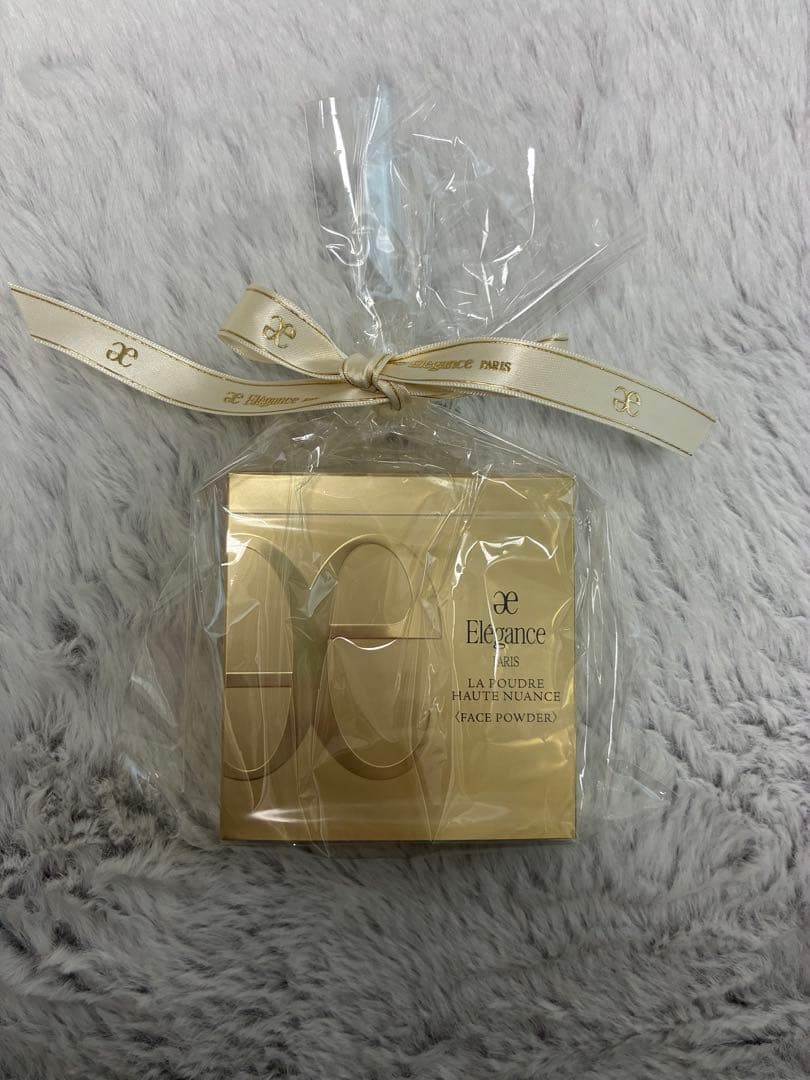 æ
æ
æ Elégance
Elégance PARIS
æ
æ
Elégance
PARIS
LA POUDRE
HAUTE NUANCE
〈FACE POWDER〉